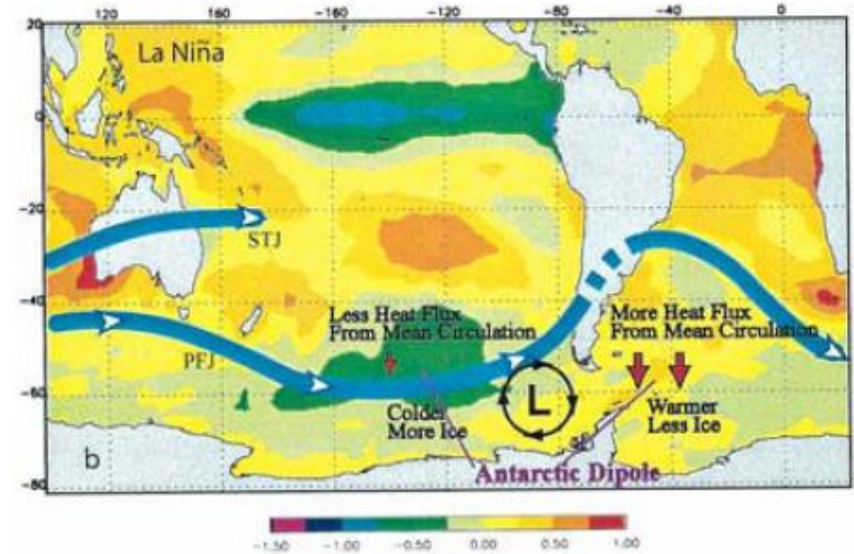 120
160
-160
-120
-80
-40
0
20
La Niña
0
-20
STJ
-40
Less Heat Flux
From Mean Circulation
More Heat Flux
From Mean Circulation
PFJ
-60
Colder
More Ice
L
Warmer
Less Ice
b
Antarctic Dipole
-80
-1.50
-1.00
-0.50
0.00
0.50
1.00